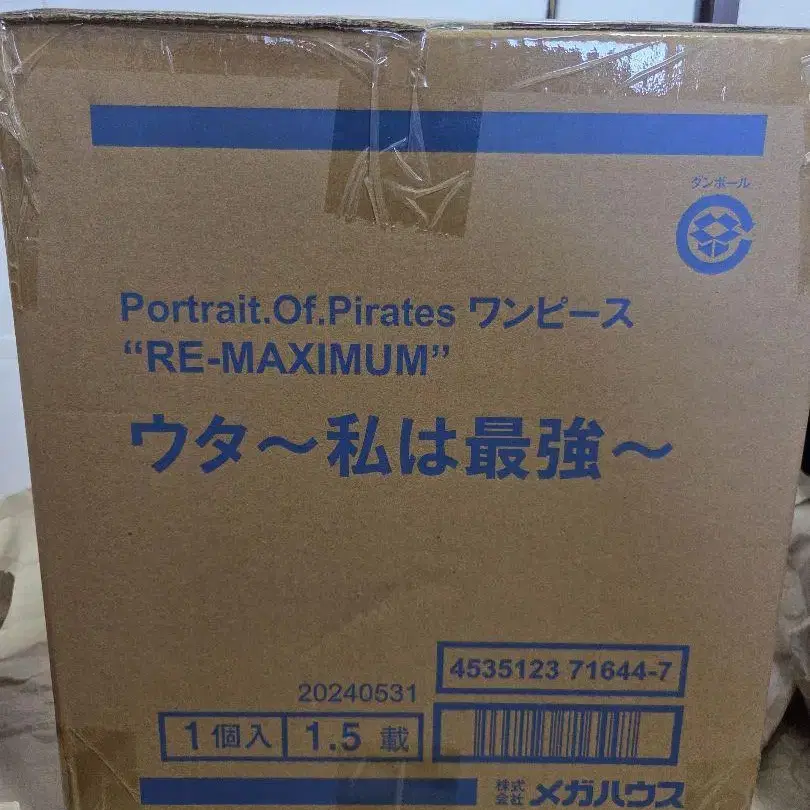 ダンボール
Portrait.Of.Pirates ワンピース
“RE-MAXIMUM”
ウタ～私は最強～
4535123 71644-7
20240531
1個入 1.5 載
株式会社 メガハウス